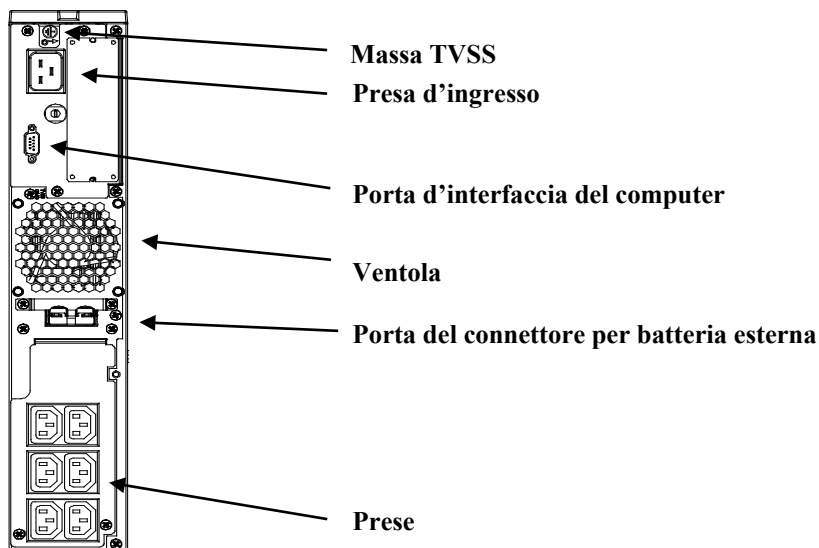 Massa TVSS
Presa d’ingresso
Porta d’interfaccia del computer
Ventola
Porta del connettore per batteria esterna
Prese